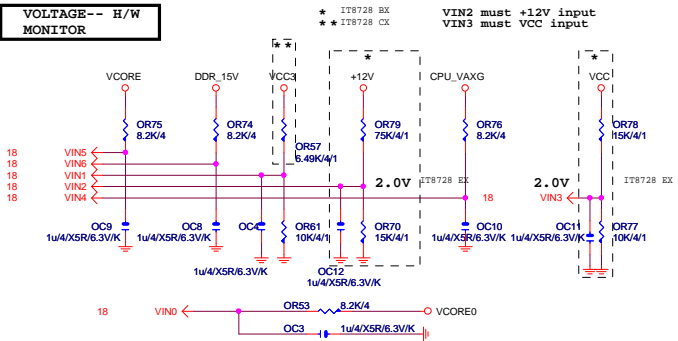 VOLTAGE-- H/W
MONITOR
* IT8728 BX
** IT8728 CX
VIN2 must +12V input
VIN3 must VCC input
**
*
*
VCORE
DDR_15V
VCC3
+12V
CPU_VAXG
VCC
OR75
8.2K/4
OR74
8.2K/4
OR57
6.49K/4/1
OR79
75K/4/1
OR76
8.2K/4
OR78
15K/4/1
18 VIN5
18 VIN6
18 VIN1
18 VIN2
18 VIN4
2.0V
IT8728 EX
18
2.0V
VIN3
IT8728 EX
OC9
1u/4/X5R/6.3V/K
OC8
1u/4/X5R/6.3V/K
OC4
1u/4/X5R/6.3V/K
OR61
10K/4/1
OC12
1u/4/X5R/6.3V/K
OR70
15K/4/1
OC10
1u/4/X5R/6.3V/K
OC11
1u/4/X5R/6.3V/K
OR77
10K/4/1
18 VIN0
OR53
8.2K/4
VCORE0
OC3
1u/4/X5R/6.3V/K